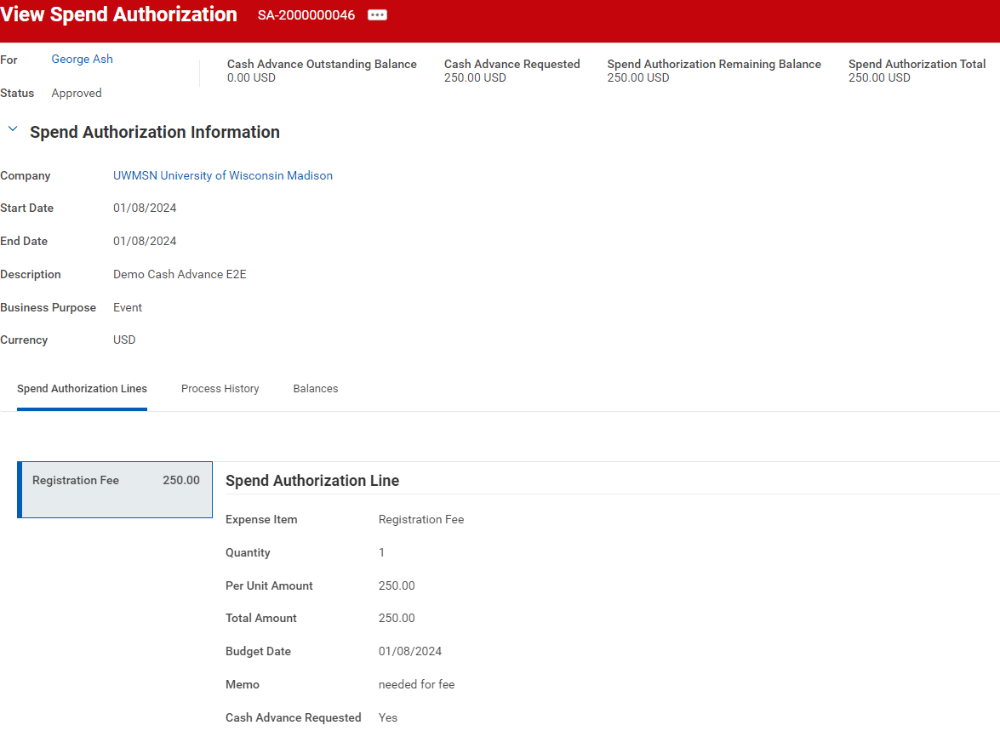 View Spend Authorization SA-2000000046
For George Ash
Status Approved
Cash Advance Outstanding Balance
0.00 USD
Cash Advance Requested
250.00 USD
Spend Authorization Remaining Balance
250.00 USD
Spend Authorization Total
250.00 USD
Spend Authorization Information
Company UWMSN University of Wisconsin Madison
Start Date 01/08/2024
End Date 01/08/2024
Description Demo Cash Advance E2E
Business Purpose Event
Currency USD
Spend Authorization Lines Process History Balances
Registration Fee 250.00
Spend Authorization Line
Expense Item Registration Fee
Quantity 1
Per Unit Amount 250.00
Total Amount 250.00
Budget Date 01/08/2024
Memo needed for fee
Cash Advance Requested Yes